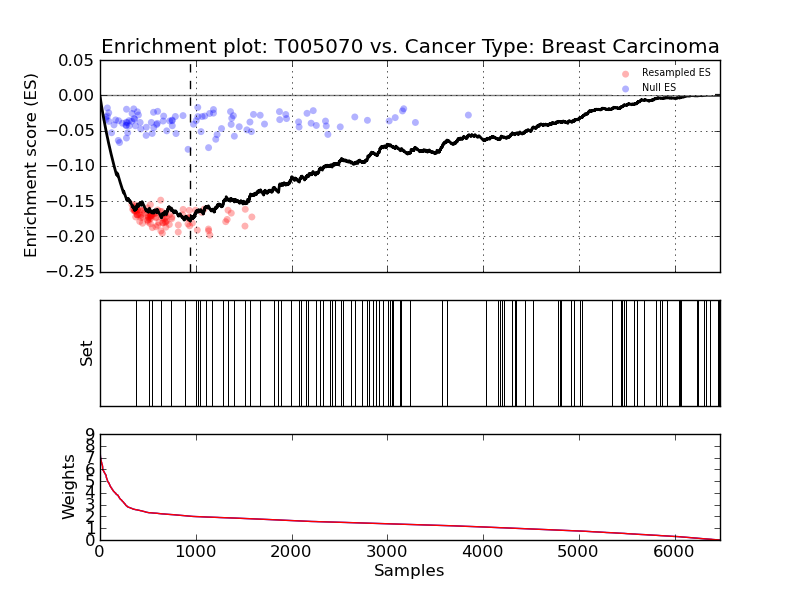 Enrichment plot: T005070 vs. Cancer Type: Breast Carcinoma
Enrichment score (ES)
0.05
0.00
−0.05
−0.10
−0.15
−0.20
−0.25
Resampled ES
Null ES
Set
Weights
9
8
7
6
5
4
3
2
1
0
0 1000 2000 3000 4000 5000 6000
Samples